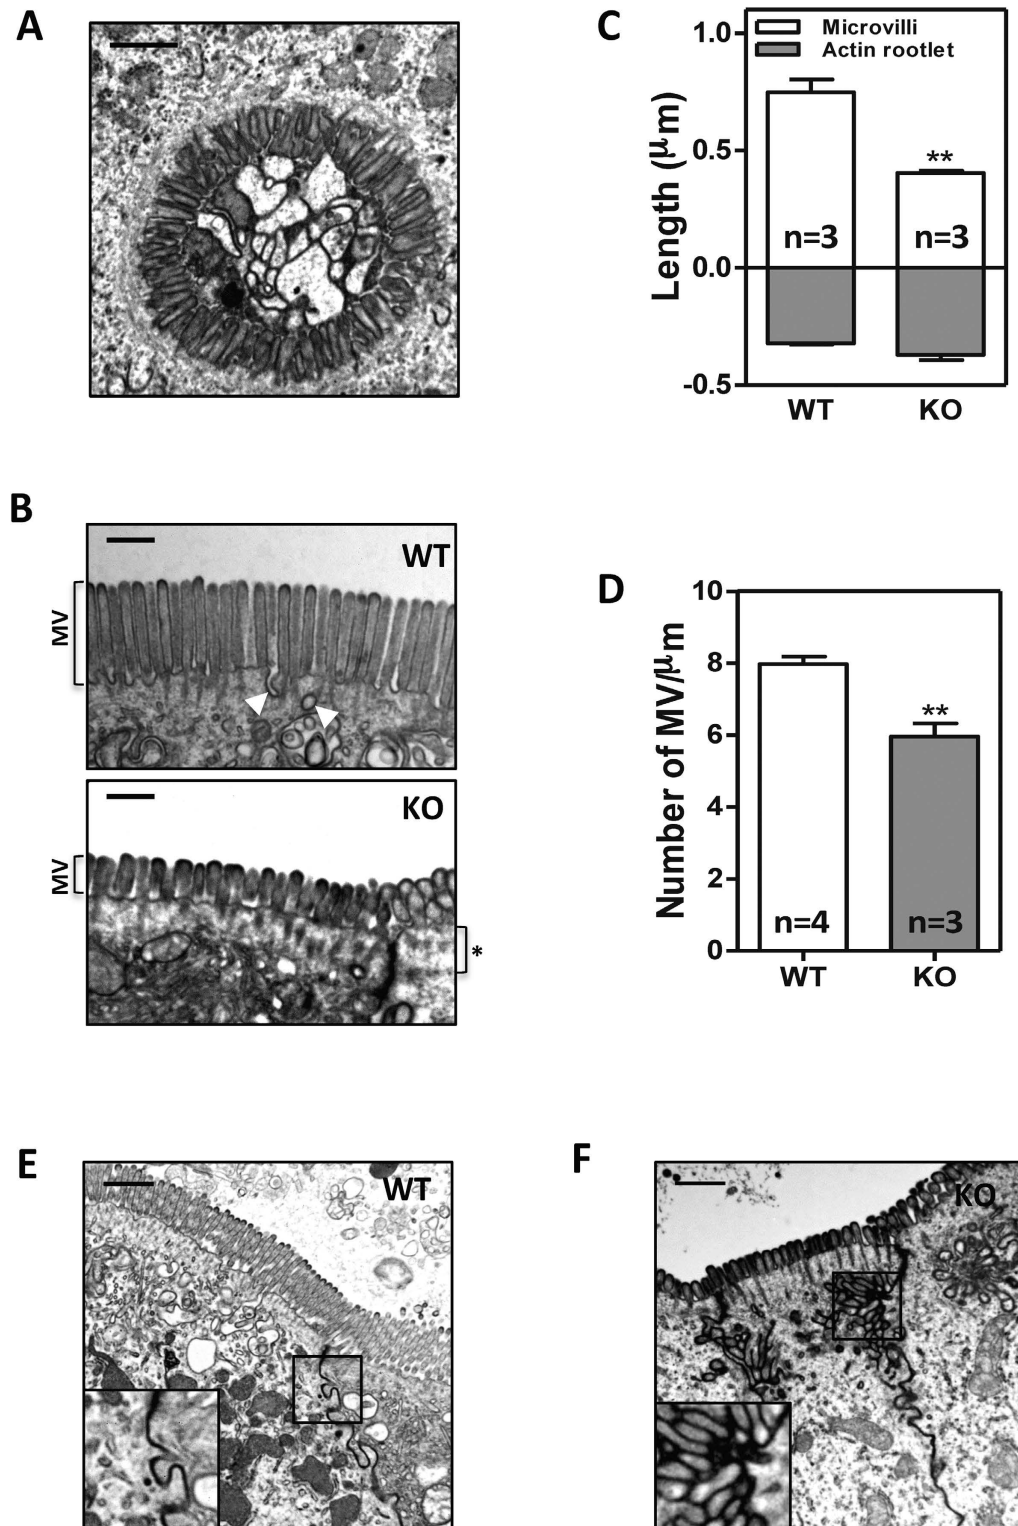 A
C
1.0
0.5
0.0
-0.5
Length (μm)
Microvilli
Actin rootlet
**
n=3
n=3
WT
KO
B
WT
MV
KO
MV
*
D
10
8
6
4
2
0
Number of MV/μm
**
n=4
n=3
WT
KO
E
WT
F
KO